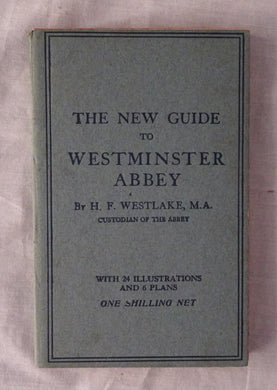 THE NEW GUIDE
TO
WESTMINSTER
ABBEY
BY H. F. WESTLAKE, M.A.
CUSTODIAN OF THE ABBEY
WITH 24 ILLUSTRATIONS
AND 6 PLANS
ONE SHILLING NET